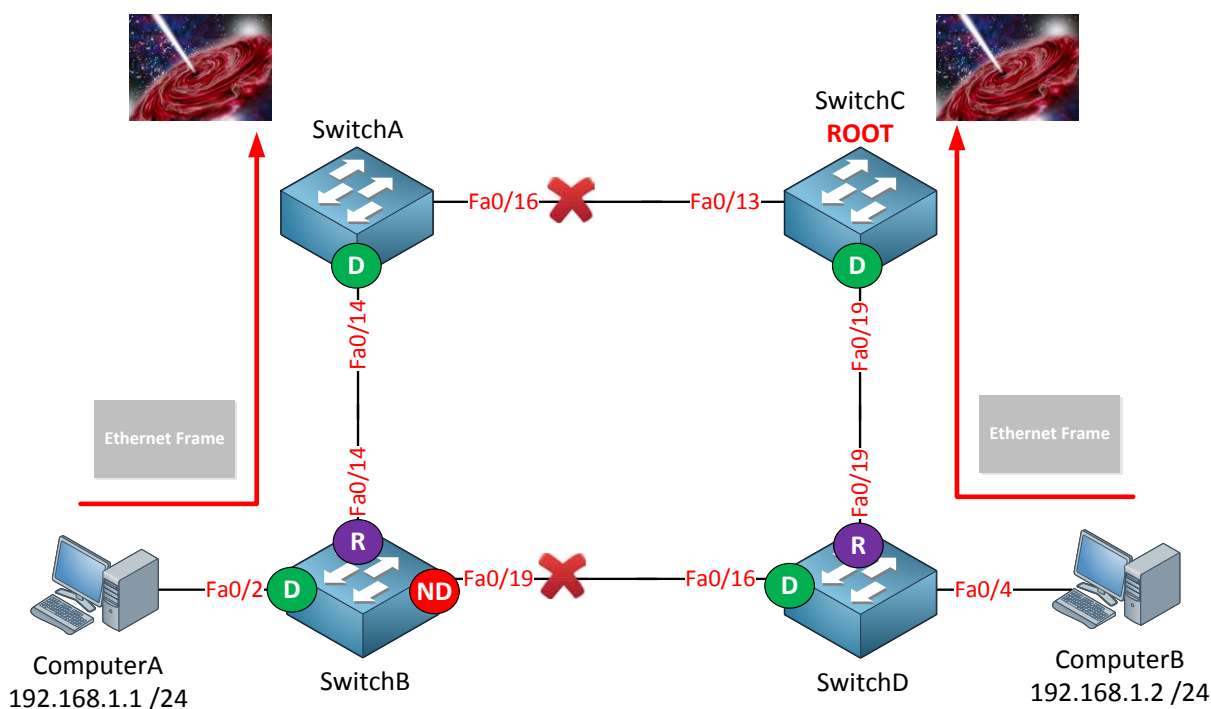 SwitchA
SwitchC
ROOT
Fa0/16
Fa0/13
D
D
Fa0/14
Fa0/19
Ethernet Frame
Ethernet Frame
Fa0/14
Fa0/19
R
R
Fa0/2
D
ND
Fa0/19
Fa0/16
D
Fa0/4
ComputerA
192.168.1.1 /24
SwitchB
SwitchD
ComputerB
192.168.1.2 /24